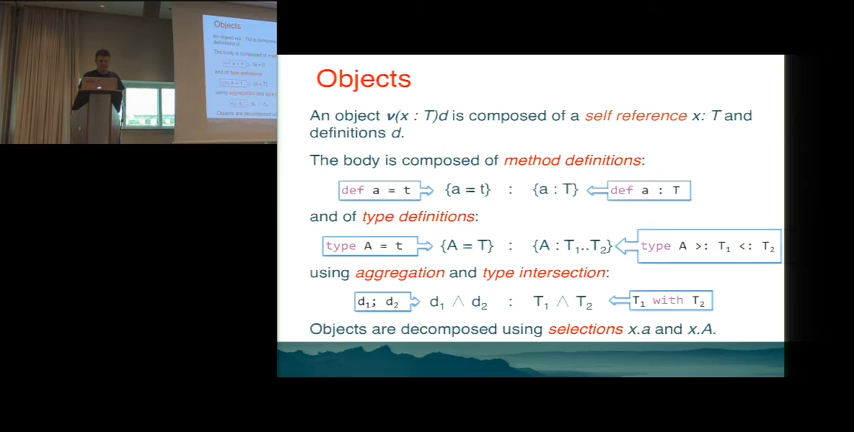 Objects
An object v(x : T)d is composed of a self reference x: T and
definitions d.
The body is composed of method definitions:
def a = t {a = t} : {a : T} def a : T
and of type definitions:
type A = t {A = T} : {A : T₁..T₂} type A >: T₁ <: T₂
using aggregation and type intersection:
d₁; d₂ d₁ ∧ d₂ : T₁ ∧ T₂ T₁ with T₂
Objects are decomposed using selections x.a and x.A.